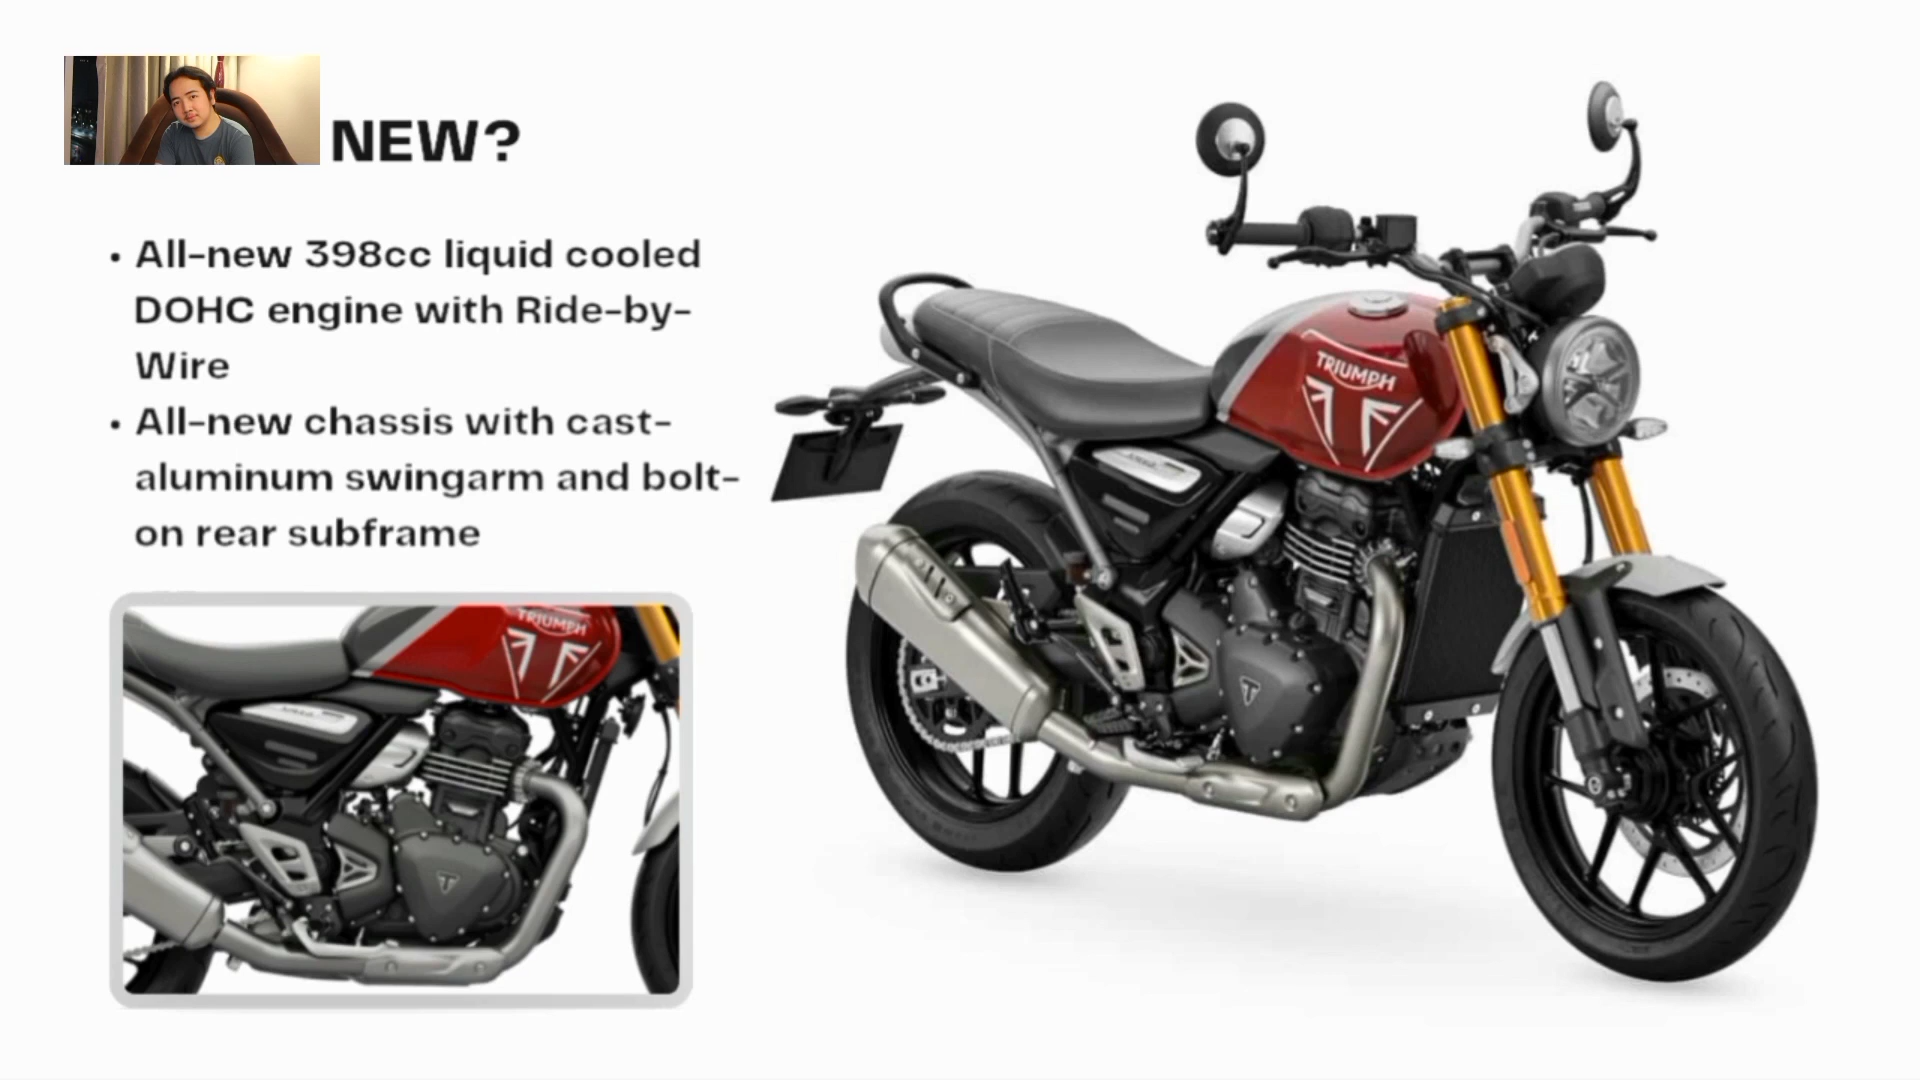 NEW?
• All-new 398cc liquid cooled
DOHC engine with Ride-by-
Wire
• All-new chassis with cast-
aluminum swingarm and bolt-
on rear subframe
TRIUMPH
TRIUMPH